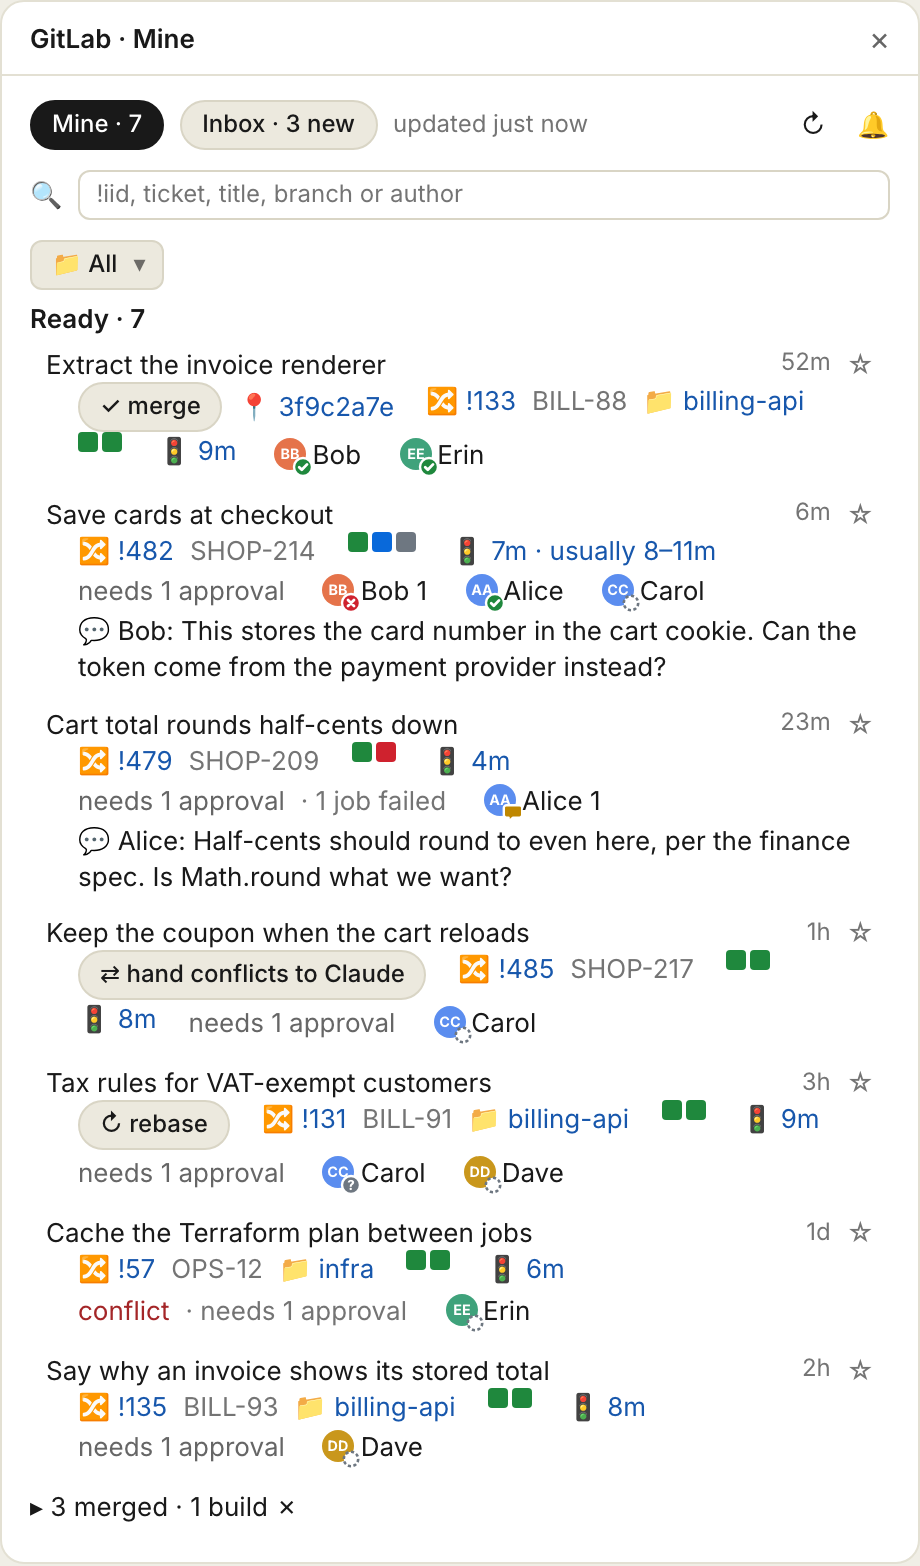 GitLab · Mine ×
Mine · 7 Inbox · 3 new updated just now ↻ 🔔
🔍 !iid, ticket, title, branch or author
📁 All ▾
Ready · 7
Extract the invoice renderer 52m ☆
✓ merge 📍 3f9c2a7e 🔀 !133 BILL-88 📁 billing-api
🚦 9m BB Bob EE Erin
Save cards at checkout 6m ☆
🔀 !482 SHOP-214 🚦 7m · usually 8–11m
needs 1 approval BB Bob 1 AA Alice CC Carol
💬 Bob: This stores the card number in the cart cookie. Can the
token come from the payment provider instead?
Cart total rounds half-cents down 23m ☆
🔀 !479 SHOP-209 🚦 4m
needs 1 approval · 1 job failed AA Alice 1
💬 Alice: Half-cents should round to even here, per the finance
spec. Is Math.round what we want?
Keep the coupon when the cart reloads 1h ☆
⇄ hand conflicts to Claude 🔀 !485 SHOP-217
🚦 8m needs 1 approval CC Carol
Tax rules for VAT-exempt customers 3h ☆
↻ rebase 🔀 !131 BILL-91 📁 billing-api 🚦 9m
needs 1 approval CC ? Carol DD Dave
Cache the Terraform plan between jobs 1d ☆
🔀 !57 OPS-12 📁 infra 🚦 6m
conflict · needs 1 approval EE Erin
Say why an invoice shows its stored total 2h ☆
🔀 !135 BILL-93 📁 billing-api 🚦 8m
needs 1 approval DD Dave
▸ 3 merged · 1 build ×